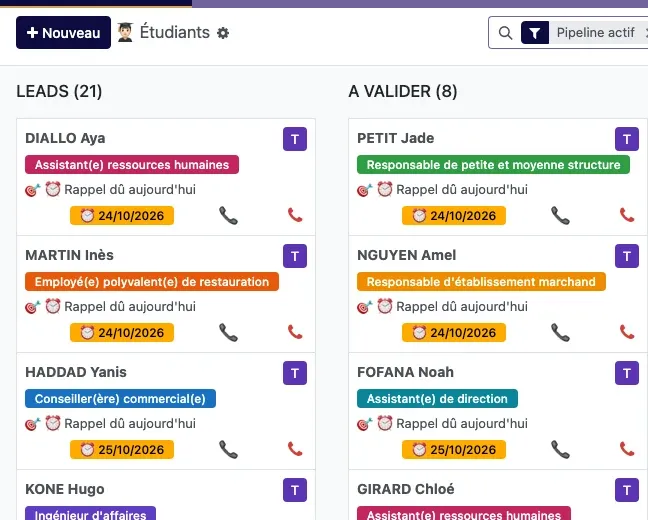 + Nouveau Étudiants
Pipeline actif
LEADS (21)
DIALLO Aya T
Assistant(e) ressources humaines
Rappel dû aujourd'hui
24/10/2026
MARTIN Inès T
Employé(e) polyvalent(e) de restauration
Rappel dû aujourd'hui
24/10/2026
HADDAD Yanis T
Conseiller(ère) commercial(e)
Rappel dû aujourd'hui
25/10/2026
KONE Hugo T
Ingénieur d'affaires
A VALIDER (8)
PETIT Jade T
Responsable de petite et moyenne structure
Rappel dû aujourd'hui
24/10/2026
NGUYEN Amel T
Responsable d'établissement marchand
Rappel dû aujourd'hui
24/10/2026
FOFANA Noah T
Assistant(e) de direction
Rappel dû aujourd'hui
25/10/2026
GIRARD Chloé T
Assistant(e) ressources humaines